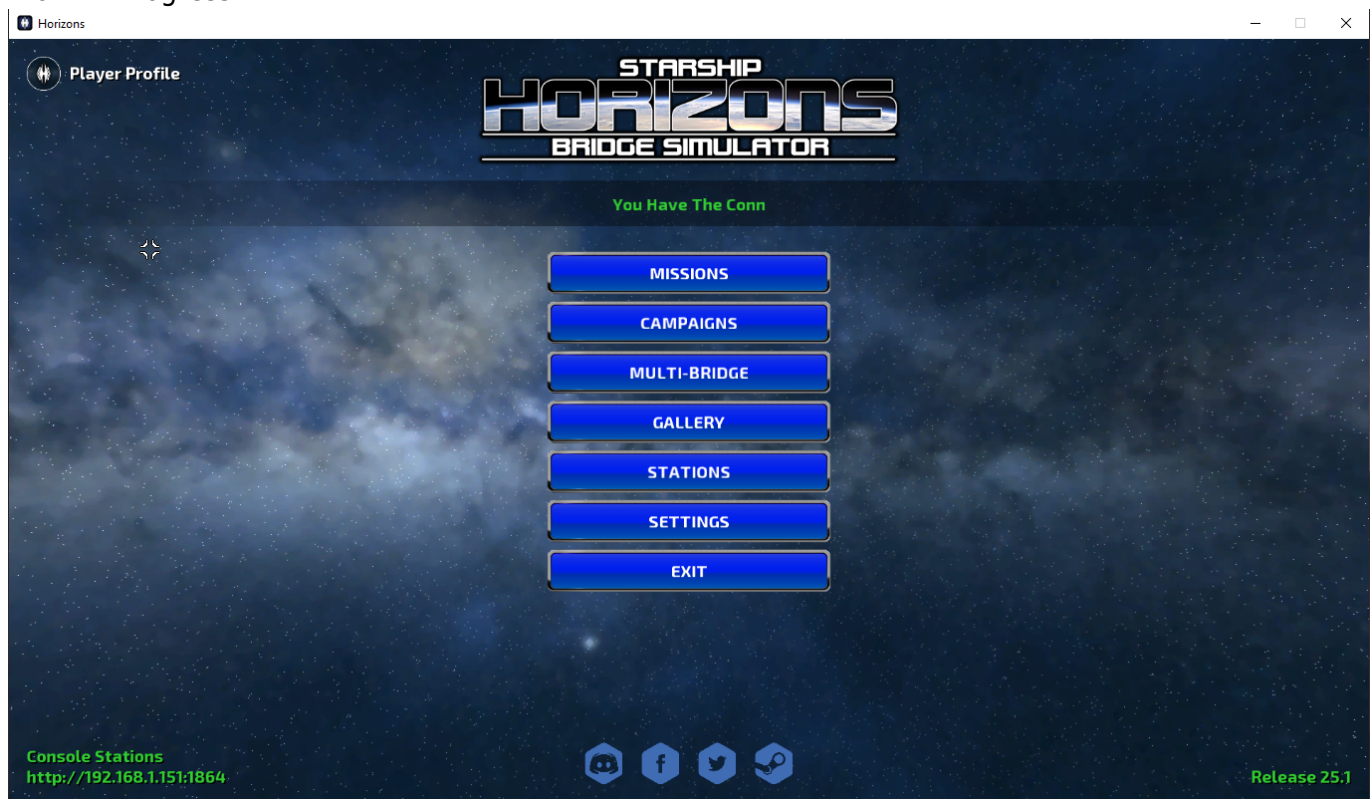 Horizons
Player Profile
STARSHIP
HORIZONS
BRIDGE SIMULATOR
You Have The Conn
MISSIONS
CAMPAIGNS
MULTI-BRIDGE
GALLERY
STATIONS
SETTINGS
EXIT
Console Stations
http://192.168.1.151:1864
Release 25.1